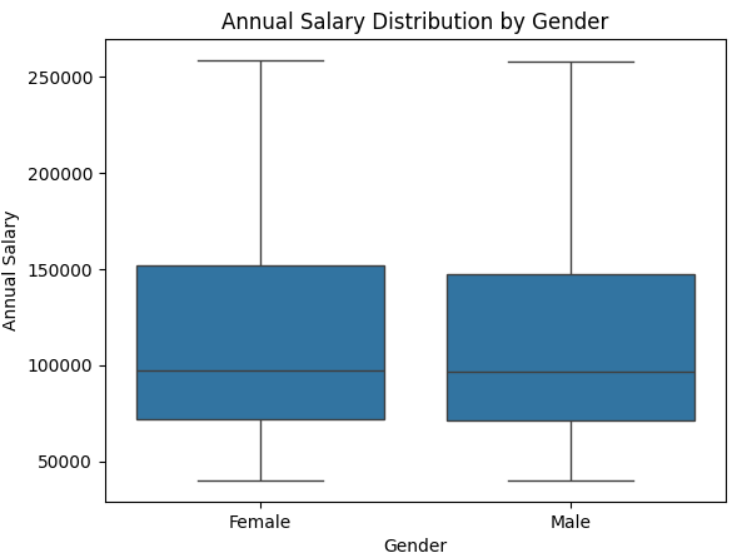 Annual Salary Distribution by Gender
250000
200000
150000
100000
50000
Annual Salary
Female Male
Gender